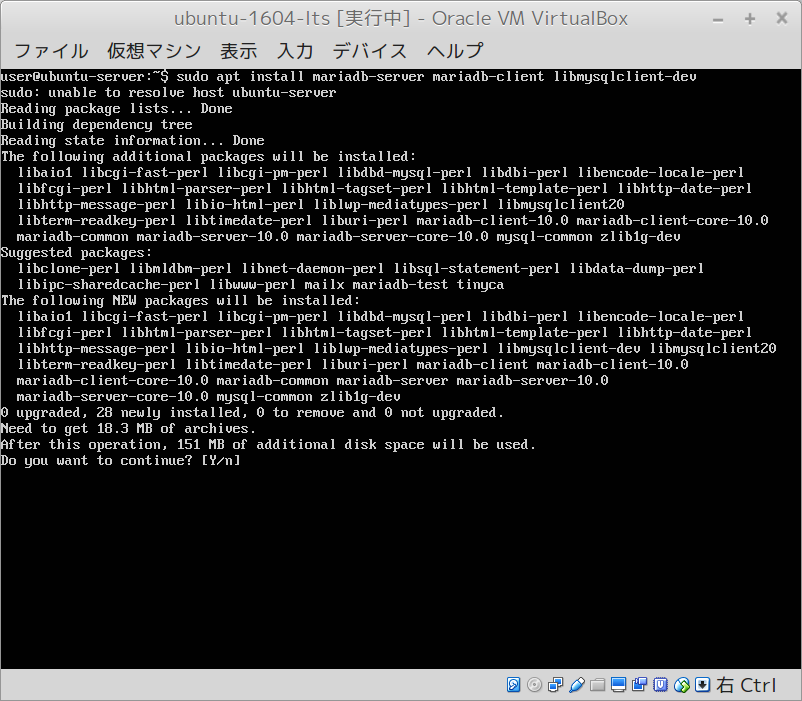 ubuntu-1604-lts [実行中] - Oracle VM VirtualBox
ファイル 仮想マシン 表示 入力 デバイス ヘルプ
user@ubuntu-server:~$ sudo apt install mariadb-server mariadb-client libmysqlclient-dev
sudo: unable to resolve host ubuntu-server
Reading package lists... Done
Building dependency tree
Reading state information... Done
The following additional packages will be installed:
  libaio1 libcgi-fast-perl libcgi-pm-perl libdbd-mysql-perl libdbi-perl libencode-locale-perl
  libfcgi-perl libhtml-parser-perl libhtml-tagset-perl libhtml-template-perl libhttp-date-perl
  libhttp-message-perl libio-html-perl liblwp-mediatypes-perl libmysqlclient20
  libterm-readkey-perl libtimedate-perl liburi-perl mariadb-client-10.0 mariadb-client-core-10.0
  mariadb-common mariadb-server-10.0 mariadb-server-core-10.0 mysql-common zlib1g-dev
Suggested packages:
  libclone-perl libmldbm-perl libnet-daemon-perl libsql-statement-perl libdata-dump-perl
  libipc-sharedcache-perl libwww-perl mailx mariadb-test tinyca
The following NEW packages will be installed:
  libaio1 libcgi-fast-perl libcgi-pm-perl libdbd-mysql-perl libdbi-perl libencode-locale-perl
  libfcgi-perl libhtml-parser-perl libhtml-tagset-perl libhtml-template-perl libhttp-date-perl
  libhttp-message-perl libio-html-perl liblwp-mediatypes-perl libmysqlclient-dev libmysqlclient20
  libterm-readkey-perl libtimedate-perl liburi-perl mariadb-client mariadb-client-10.0
  mariadb-client-core-10.0 mariadb-common mariadb-server mariadb-server-10.0
  mariadb-server-core-10.0 mysql-common zlib1g-dev
0 upgraded, 28 newly installed, 0 to remove and 0 not upgraded.
Need to get 18.3 MB of archives.
After this operation, 151 MB of additional disk space will be used.
Do you want to continue? [Y/n]
右 Ctrl